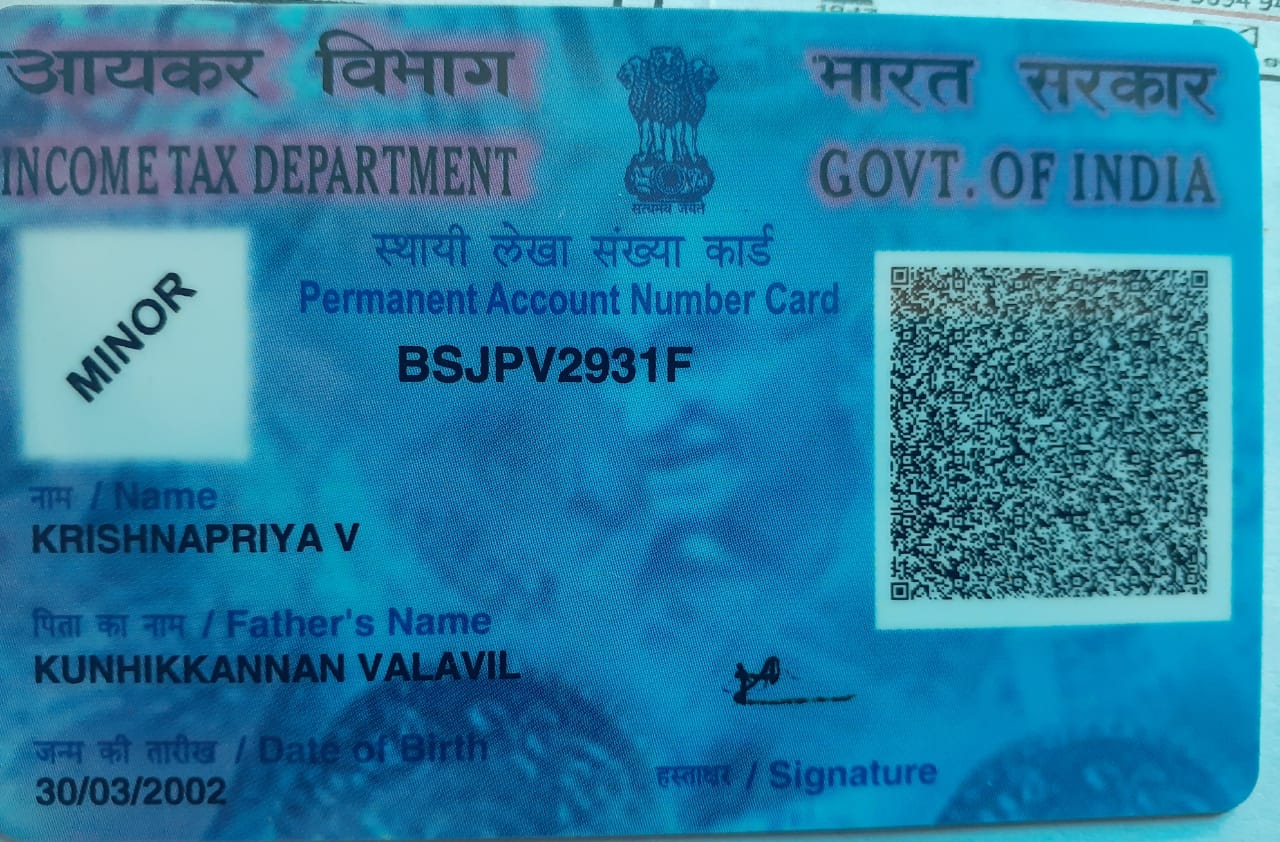 आयकर विभाग
INCOME TAX DEPARTMENT
भारत सरकार
GOVT. OF INDIA
सत्यमेव जयते
स्थायी लेखा संख्या कार्ड
Permanent Account Number Card
BSJPV2931F
MINOR
नाम / Name
KRISHNAPRIYA V
पिता का नाम / Father's Name
KUNHIKKANNAN VALAVIL
जन्म की तारीख / Date of Birth
30/03/2002
हस्ताक्षर / Signature